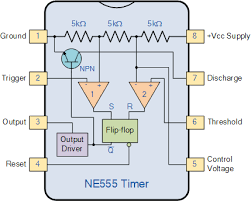 5kΩ 5kΩ 5kΩ
Ground 1
8 +Vcc Supply
NPN
Trigger 2
7 Discharge
1 2
S R
Output 3
6 Threshold
Output Driver
Flip-flop
Q
Reset 4
5 Control Voltage
NE555 Timer